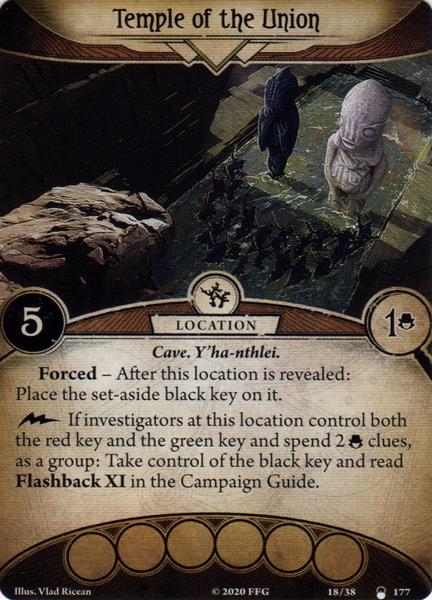 Temple of the Union
5
LOCATION
1
Cave. Y'ha-nthlei.
Forced – After this location is revealed:
Place the set-aside black key on it.
If investigators at this location control both
the red key and the green key and spend 2 clues,
as a group: Take control of the black key and read
Flashback XI in the Campaign Guide.
Illus. Vlad Ricean © 2020 FFG 18/38 177